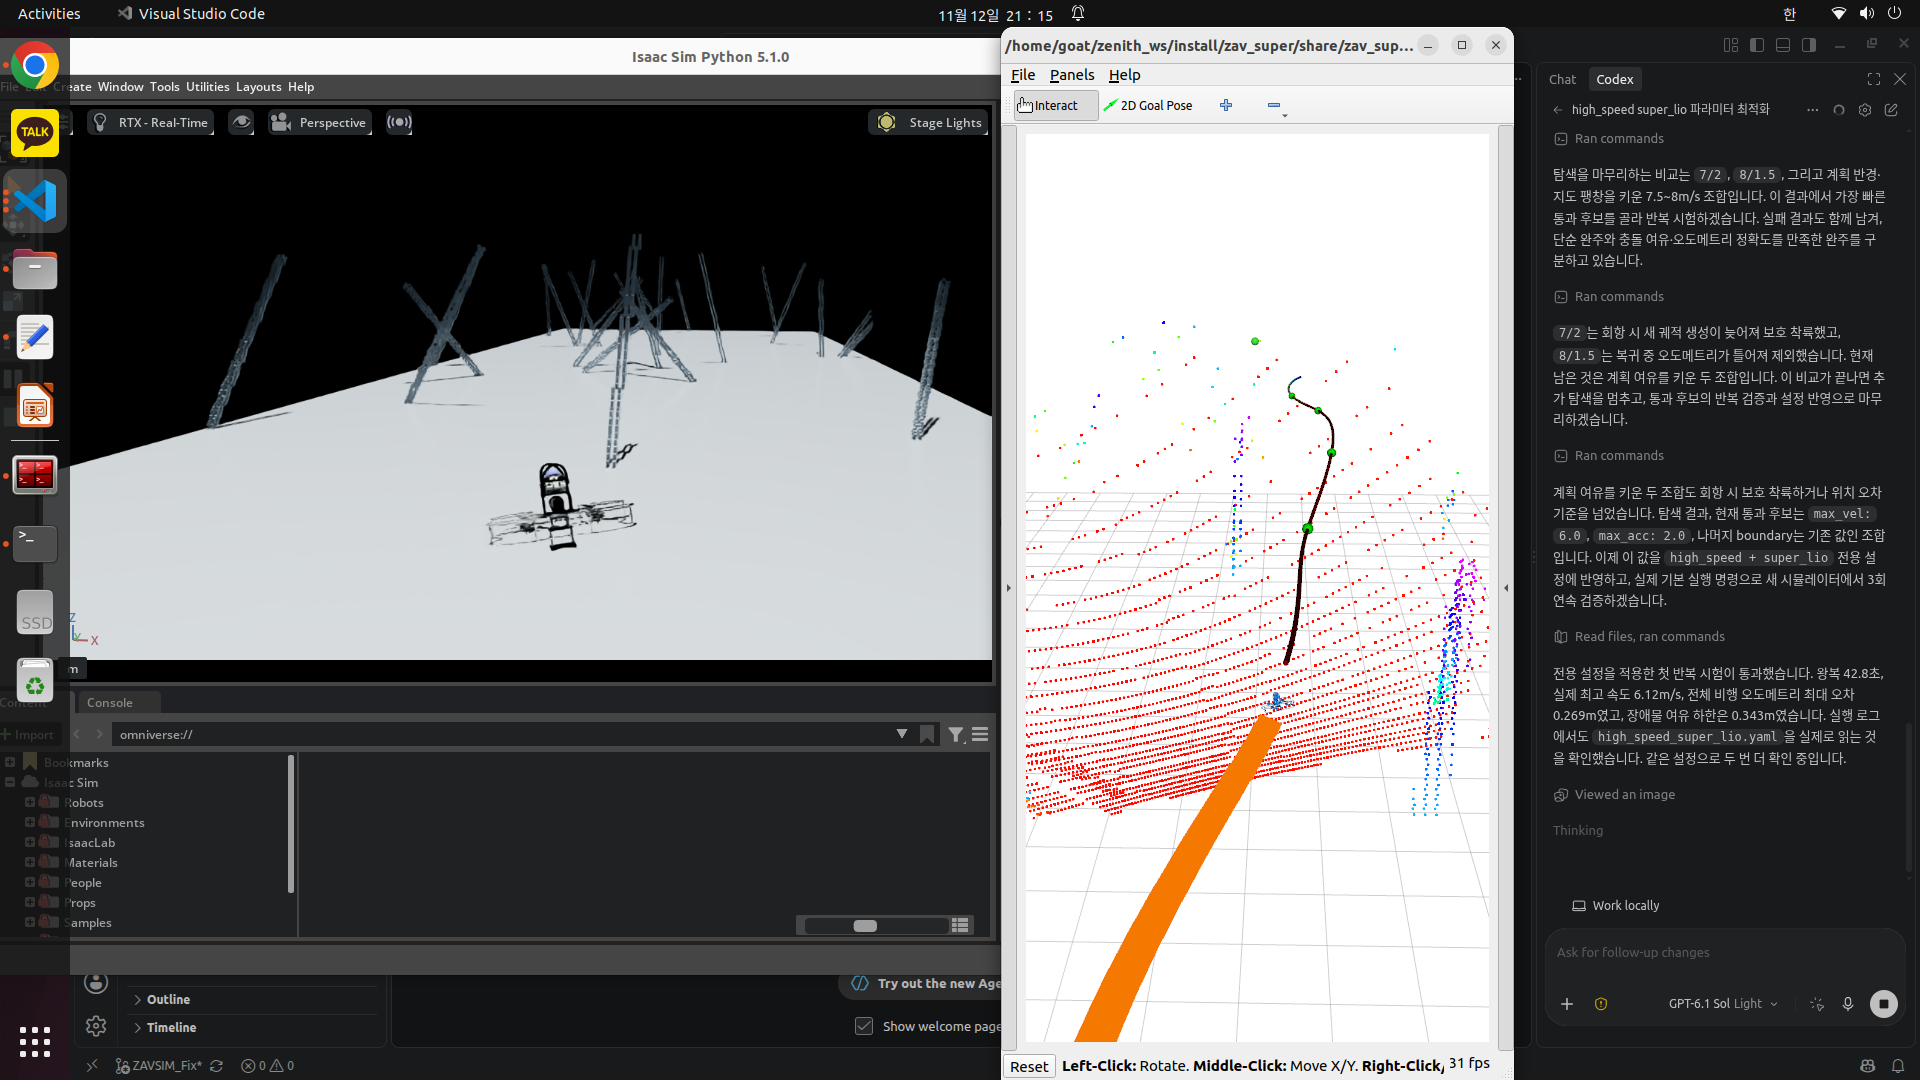 Activities
Visual Studio Code
11월 12일 21 : 15
한
Isaac Sim Python 5.1.0
File
Create Window Tools Utilities Layouts Help
RTX - Real-Time
Perspective
Stage Lights
TALK
SSD
Z
Y
X
m
Content
Console
Import
omniverse://
Bookmarks
Isaac Sim
Robots
Environments
IsaacLab
Materials
People
Props
Samples
Outline
Timeline
Try out the new Age
Show welcome page
ZAVSIM_Fix*
0 0
/home/goat/zenith_ws/install/zav_super/share/zav_sup...
File Panels Help
Interact
2D Goal Pose
Reset
Left-Click: Rotate. Middle-Click: Move X/Y. Right-Click/
31 fps
Chat
Codex
high_speed super_lio 파라미터 최적화
Ran commands
탐색을 마무리하는 비교는 7/2, 8/1.5, 그리고 계획 반경·
지도 팽창을 키운 7.5~8m/s 조합입니다. 이 결과에서 가장 빠른
통과 후보를 골라 반복 시험하겠습니다. 실패 결과도 함께 남겨,
단순 완주와 충돌 여유·오도메트리 정확도를 만족한 완주를 구
분하고 있습니다.
Ran commands
7/2 는 회항 시 새 궤적 생성이 늦어져 보호 착륙했고,
8/1.5 는 복귀 중 오도메트리가 틀어져 제외했습니다. 현재
남은 것은 계획 여유를 키운 두 조합입니다. 이 비교가 끝나면 추
가 탐색을 멈추고, 통과 후보의 반복 검증과 설정 반영으로 마무
리하겠습니다.
Ran commands
계획 여유를 키운 두 조합도 회항 시 보호 착륙하거나 위치 오차
기준을 넘었습니다. 탐색 결과, 현재 통과 후보는 max_vel:
6.0, max_acc: 2.0, 나머지 boundary는 기존 값인 조합
입니다. 이제 이 값을 high_speed + super_lio 전용 설
정에 반영하고, 실제 기본 실행 명령으로 새 시뮬레이터에서 3회
연속 검증하겠습니다.
Read files, ran commands
전용 설정을 적용한 첫 반복 시험이 통과했습니다. 왕복 42.8초,
실제 최고 속도 6.12m/s, 전체 비행 오도메트리 최대 오차
0.269m였고, 장애물 여유 하한은 0.343m였습니다. 실행 로그
에서도 high_speed_super_lio.yaml 을 실제로 읽는 것
을 확인했습니다. 같은 설정으로 두 번 더 확인 중입니다.
Viewed an image
Thinking
Work locally
Ask for follow-up changes
GPT-6.1 Sol Light